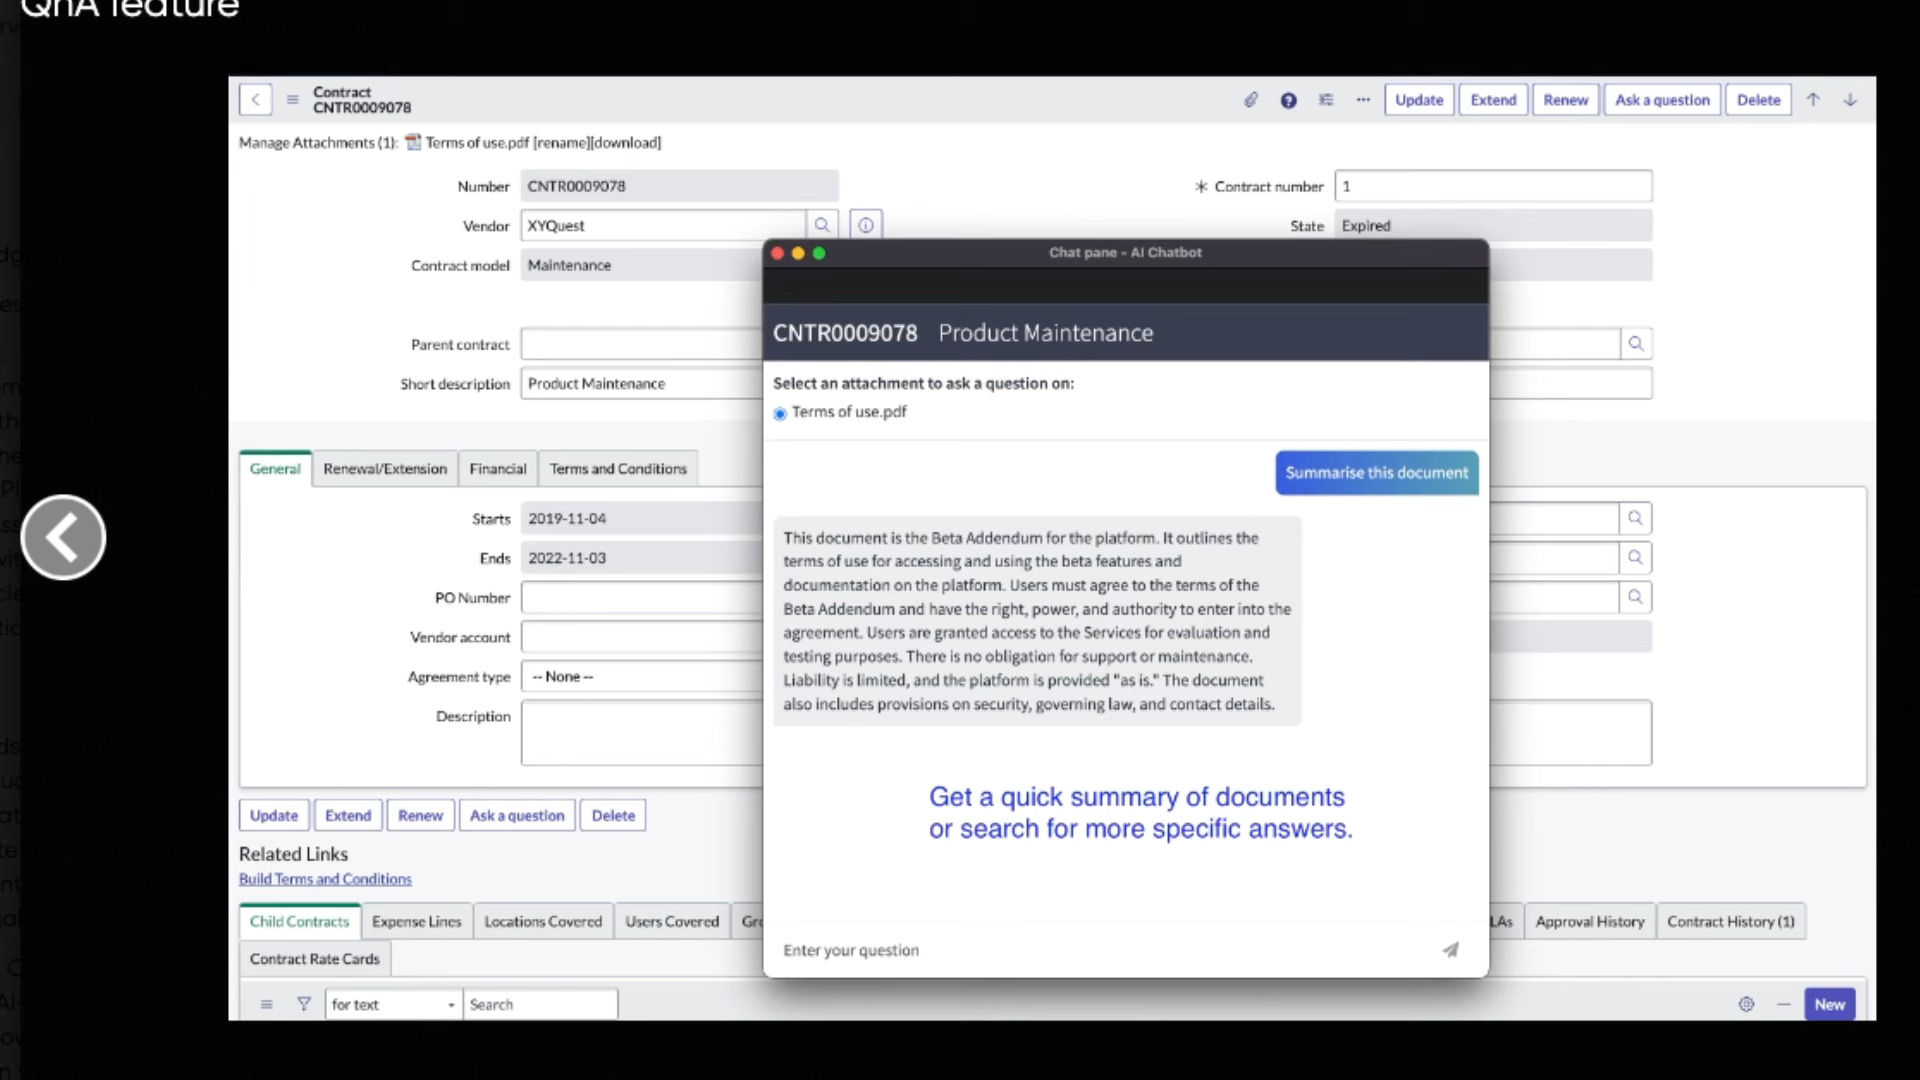 QnA feature
Contract
CNTR0009078
Update
Extend
Renew
Ask a question
Delete
Manage Attachments (1): Terms of use.pdf [rename][download]
Number
CNTR0009078
Contract number
1
Vendor
XYQuest
State
Expired
Contract model
Maintenance
Parent contract
Short description
Product Maintenance
General
Renewal/Extension
Financial
Terms and Conditions
Starts
2019-11-04
Ends
2022-11-03
PO Number
Vendor account
Agreement type
-- None --
Description
Chat pane - AI Chatbot
CNTR0009078 Product Maintenance
Select an attachment to ask a question on:
Terms of use.pdf
Summarise this document
This document is the Beta Addendum for the platform. It outlines the
terms of use for accessing and using the beta features and
documentation on the platform. Users must agree to the terms of the
Beta Addendum and have the right, power, and authority to enter into the
agreement. Users are granted access to the Services for evaluation and
testing purposes. There is no obligation for support or maintenance.
Liability is limited, and the platform is provided "as is." The document
also includes provisions on security, governing law, and contact details.
Get a quick summary of documents
or search for more specific answers.
Enter your question
Update
Extend
Renew
Ask a question
Delete
Related Links
Build Terms and Conditions
Child Contracts
Expense Lines
Locations Covered
Users Covered
Approval History
Contract History (1)
Contract Rate Cards
for text
Search
New